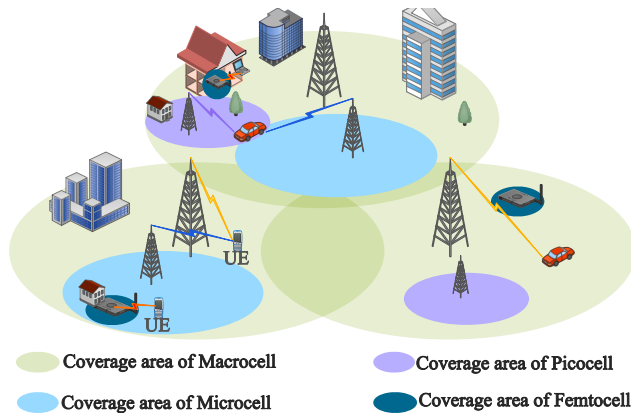 UE
UE
Coverage area of Macrocell
Coverage area of Picocell
Coverage area of Microcell
Coverage area of Femtocell